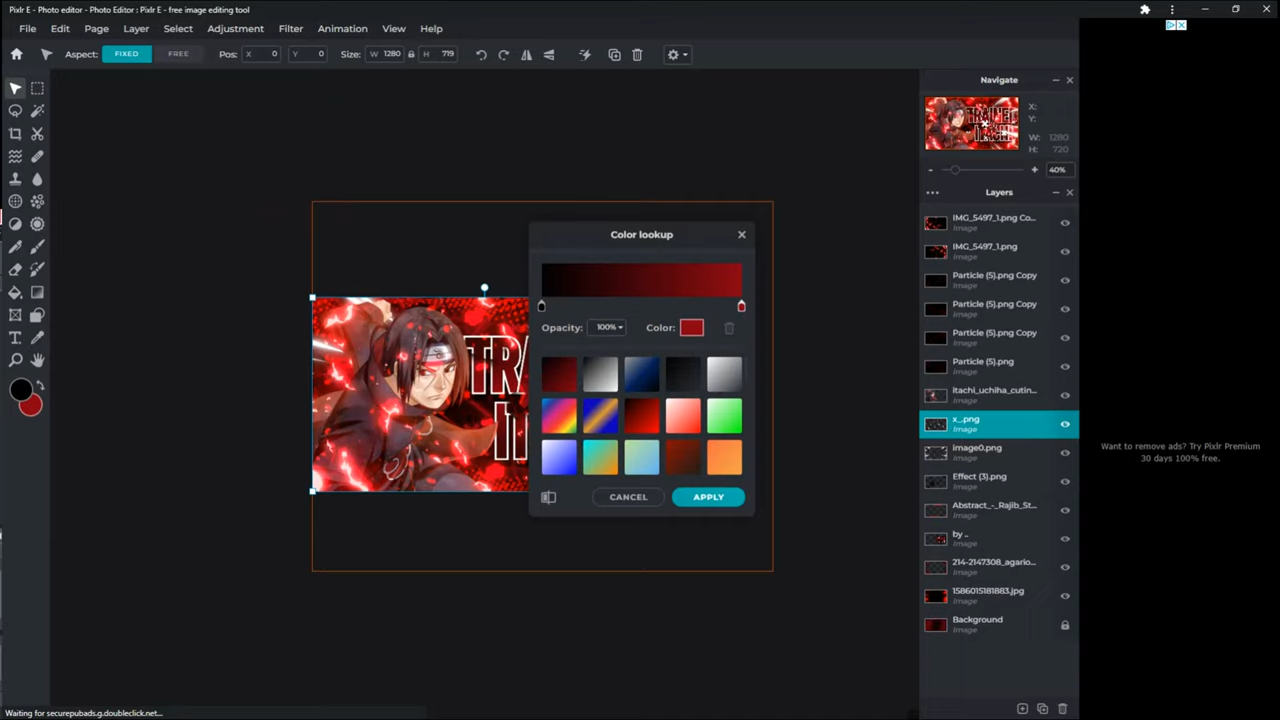 Pixlr E - Photo editor - Photo Editor : Pixlr E - free image editing tool
File Edit Page Layer Select Adjustment Filter Animation View Help
Aspect: FIXED FREE Pos: X 0 Y 0 Size: W 1280 H 719
Navigate
X:
Y:
W: 1280
H: 720
- + 40%
Layers
IMG_5497_1.png Co...
Image
IMG_5497_1.png
Image
Particle (5).png Copy
Image
Particle (5).png Copy
Image
Particle (5).png Copy
Image
Particle (5).png
Image
itachi_uchiha_cutin...
Image
x_.png
Image
image0.png
Image
Effect (3).png
Image
Abstract_-_Rajib_St...
Image
by ..
Image
214-2147308_agario...
Image
1586015181883.jpg
Image
Background
Image
Color lookup
Opacity: 100% Color:
CANCEL APPLY
TRA
I
Want to remove ads? Try Pixlr Premium
30 days 100% free.
Waiting for securepubads.g.doubleclick.net...